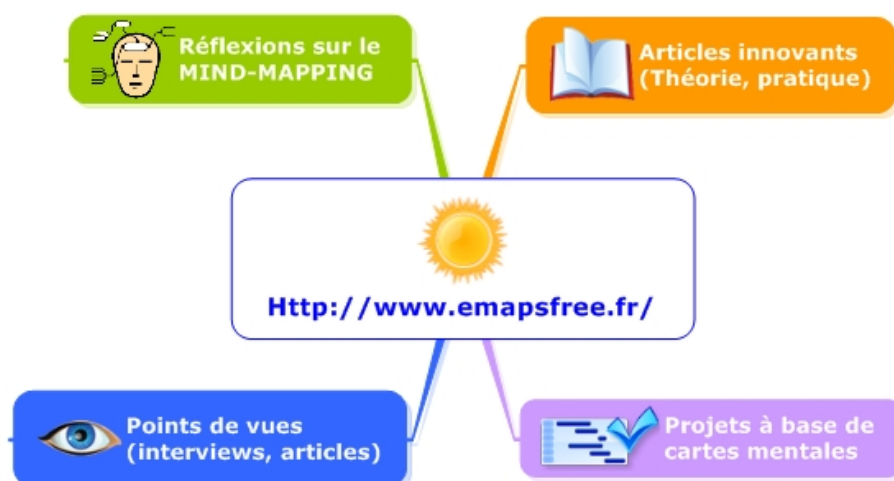 Réflexions sur le
MIND-MAPPING
Articles innovants
(Théorie, pratique)
Http://www.emapsfree.fr/
Points de vues
(interviews, articles)
Projets à base de
cartes mentales